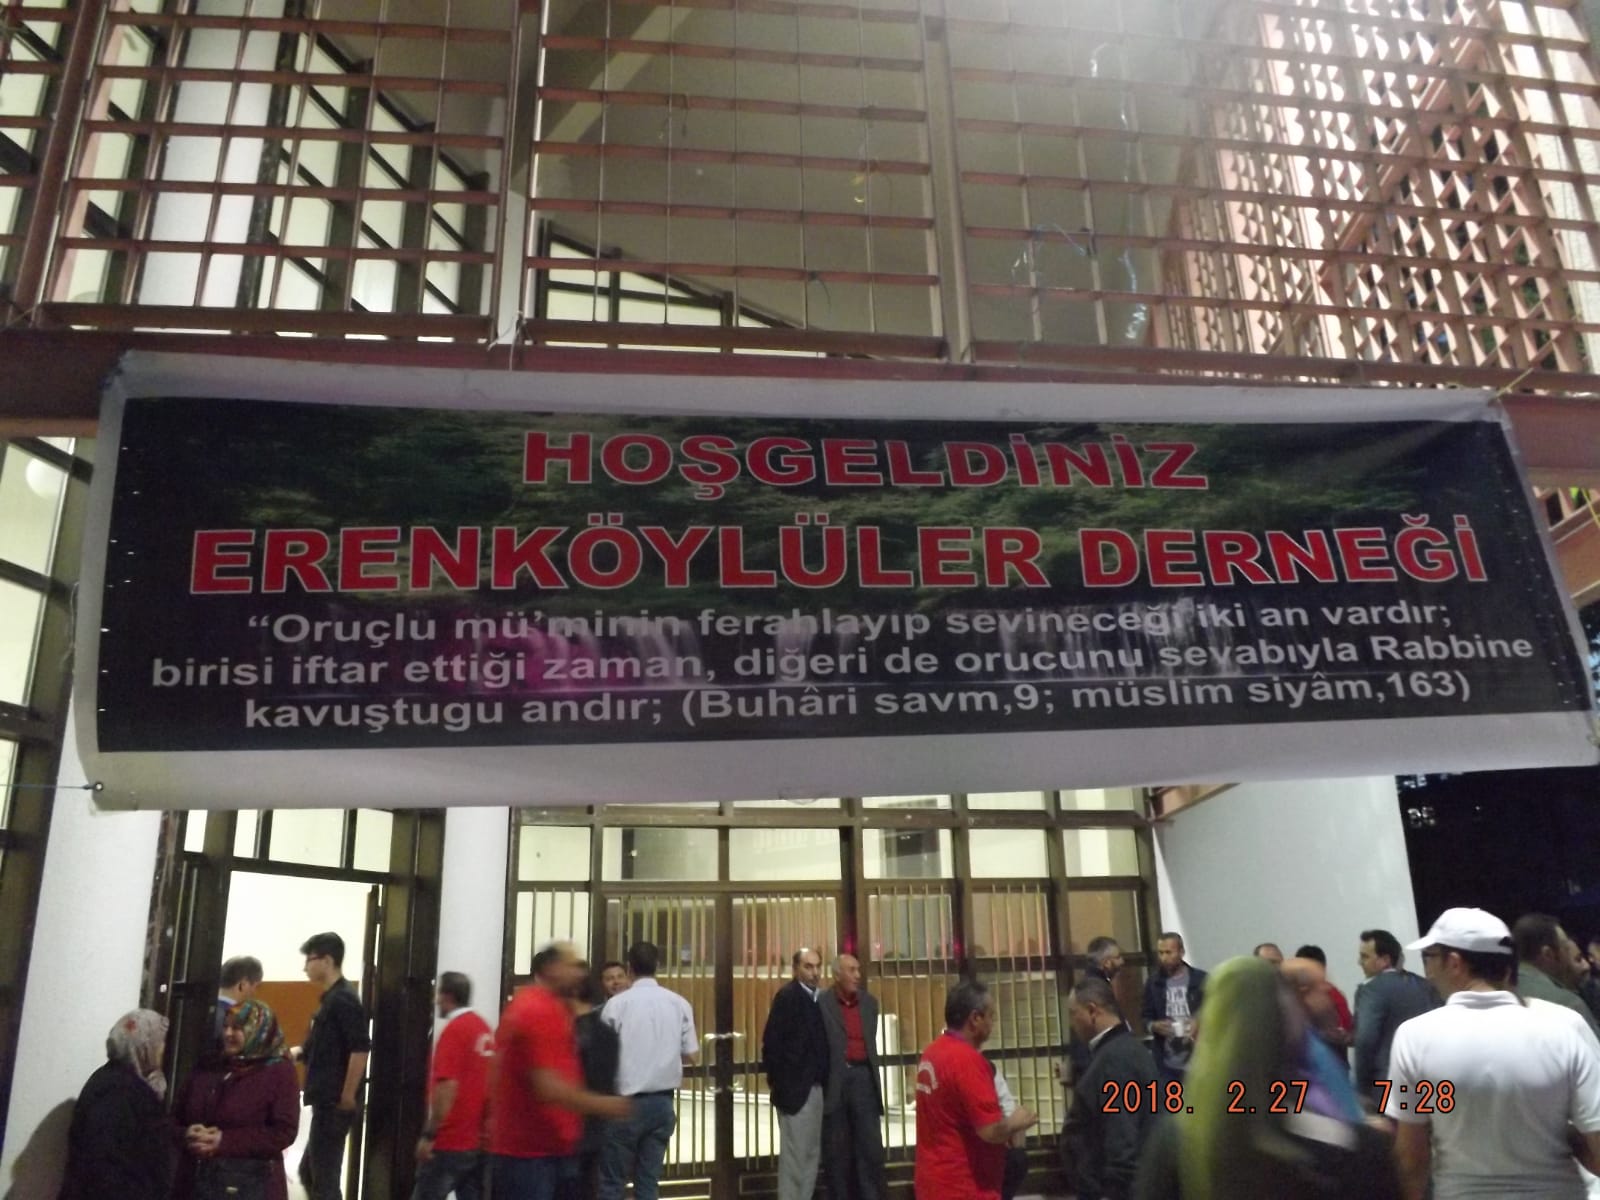 HOŞGELDİNİZ
ERENKÖYLÜLER DERNEĞİ
“Oruçlu mü’minin ferahlayıp sevineceği iki an vardır;
birisi iftar ettiği zaman, diğeri de orucunu sevabıyla Rabbine
kavuştugu andır; (Buhâri savm,9; müslim siyâm,163)
2018. 2.27 7:28